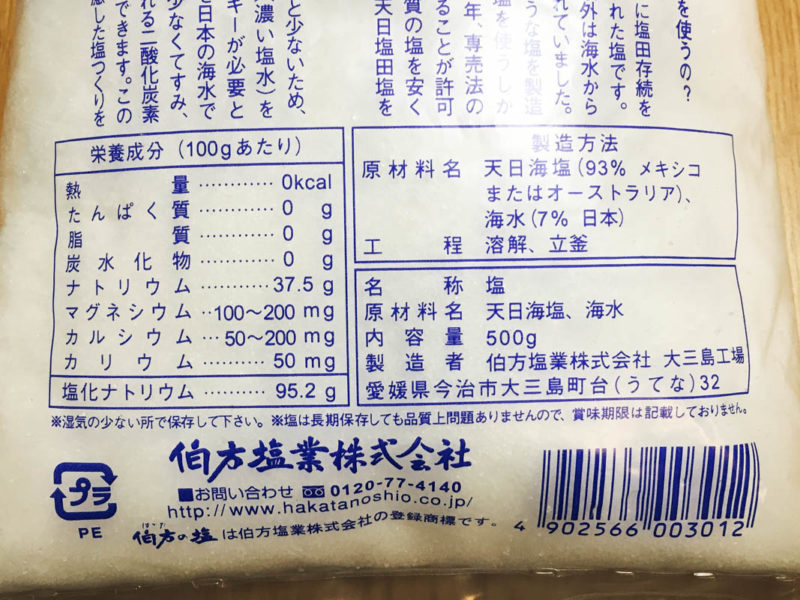 を使うの?
に塩田存続を
れた塩です。
外は海水から
れていました。
うな塩を製造
塩を使うしか
年、専売法の
ることが許可
質の塩を安く
天日塩田塩を
と少ないため、
濃い塩水)を
キーが必要と
日本の海水で
少なくてすみ、
れる二酸化炭素
できます。この
慮した塩づくりを
栄養成分(100gあたり)
熱量 ………… 0kcal
たんぱく質 ………… 0 g
脂質 ………… 0 g
炭水化物 ………… 0 g
ナトリウム ………… 37.5 g
マグネシウム ‥100〜200 mg
カルシウム … 50〜200 mg
カリウム ………… 50 mg
塩化ナトリウム ………… 95.2 g
製造方法
原材料名 天日海塩(93% メキシコ
またはオーストラリア)、
海水(7% 日本)
工程 溶解、立釜
名称 塩
原材料名 天日海塩、海水
内容量 500g
製造者 伯方塩業株式会社 大三島工場
愛媛県今治市大三島町台(うてな)32
※湿気の少ない所で保存して下さい。※塩は長期保存しても品質上問題ありませんので、賞味期限は記載しておりません。
プラ
PE
伯方塩業株式会社
■お問い合わせ 0120-77-4140
http://www.hakatanoshio.co.jp/
はかた
伯方の塩は伯方塩業株式会社の登録商標です。
4 902566 003012